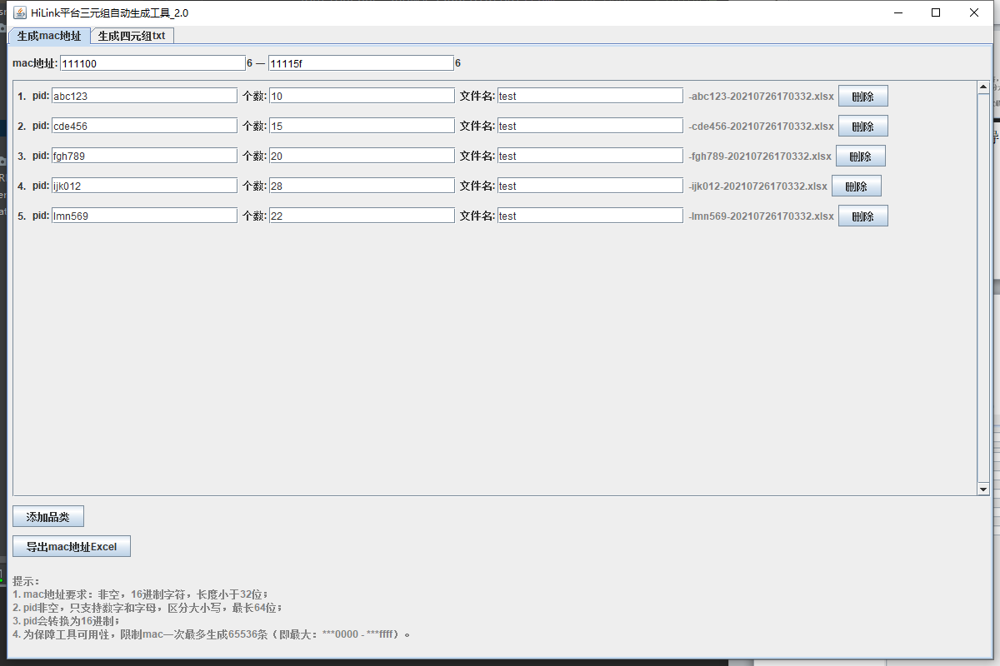 HiLink平台三元组自动生成工具_2.0
生成mac地址 生成四元组txt
mac地址: 111100 6 — 11115f 6
1. pid: abc123 个数: 10 文件名: test -abc123-20210726170332.xlsx 删除
2. pid: cde456 个数: 15 文件名: test -cde456-20210726170332.xlsx 删除
3. pid: fgh789 个数: 20 文件名: test -fgh789-20210726170332.xlsx 删除
4. pid: ijk012 个数: 28 文件名: test -ijk012-20210726170332.xlsx 删除
5. pid: lmn569 个数: 22 文件名: test -lmn569-20210726170332.xlsx 删除
添加品类
导出mac地址Excel
提示：
1. mac地址要求：非空，16进制字符，长度小于32位；
2. pid非空，只支持数字和字母，区分大小写，最长64位；
3. pid会转换为16进制；
4. 为保障工具可用性，限制mac一次最多生成65536条（即最大：***0000 - ***ffff）。